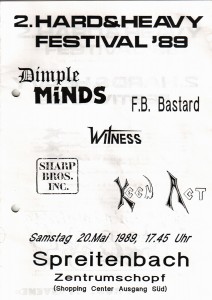 2.HARD&HEAVY
FESTIVAL '89
Dimple
MiNDS
F.B. Bastard
WiTNESS
SHARP
BROS.
INC.
KEEN ACT
Samstag 20.Mai 1989, 17.45 Uhr
Spreitenbach
Zentrumschopf
(Shopping Center Ausgang Süd)